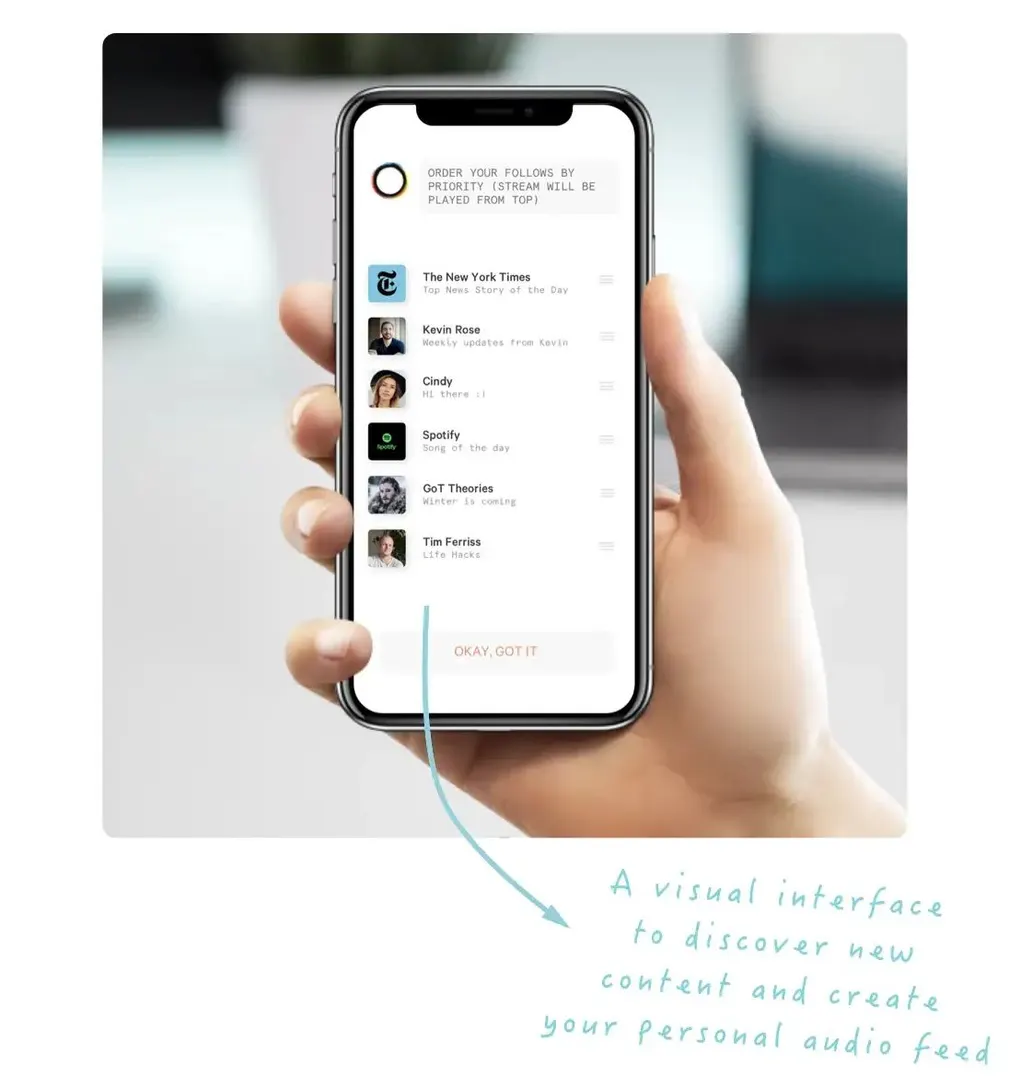 ORDER YOUR FOLLOWS BY
PRIORITY (STREAM WILL BE
PLAYED FROM TOP)
The New York Times
Top News Story of the Day
Kevin Rose
Weekly updates from Kevin
Cindy
Hi there :)
Spotify
Spotify
Song of the day
GoT Theories
Winter is coming
Tim Ferriss
Life Hacks
OKAY, GOT IT
A visual interface
to discover new
content and create
your personal audio feed